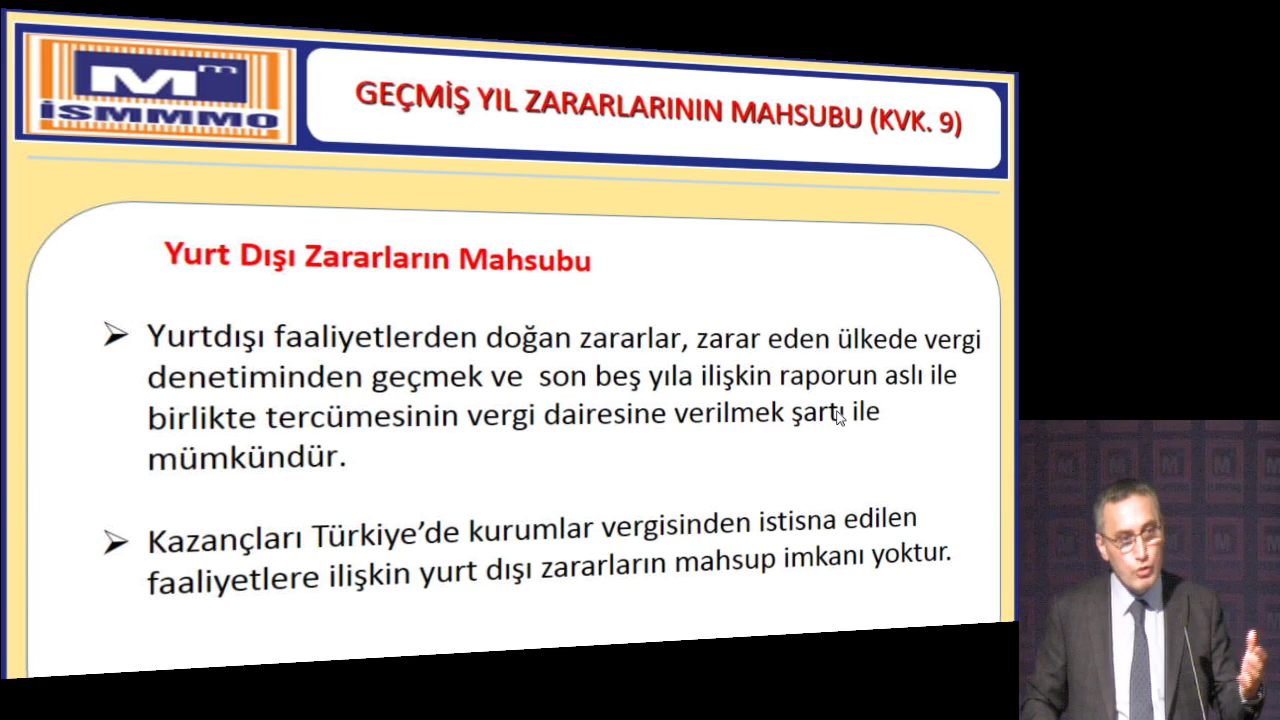 Mm
İSMMMO
GEÇMİŞ YIL ZARARLARININ MAHSUBU (KVK. 9)
Yurt Dışı Zararların Mahsubu
Yurtdışı faaliyetlerden doğan zararlar, zarar eden ülkede vergi
denetiminden geçmek ve son beş yıla ilişkin raporun aslı ile
birlikte tercümesinin vergi dairesine verilmek şartı ile
mümkündür.
Kazançları Türkiye’de kurumlar vergisinden istisna edilen
faaliyetlere ilişkin yurt dışı zararların mahsup imkanı yoktur.